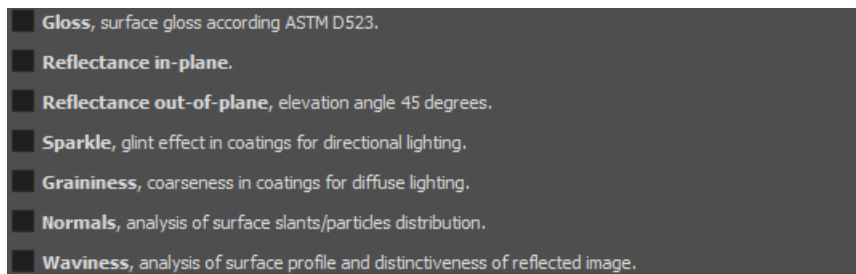 Gloss, surface gloss according ASTM D523.
Reflectance in-plane.
Reflectance out-of-plane, elevation angle 45 degrees.
Sparkle, glint effect in coatings for directional lighting.
Graininess, coarseness in coatings for diffuse lighting.
Normals, analysis of surface slants/particles distribution.
Waviness, analysis of surface profile and distinctiveness of reflected image.